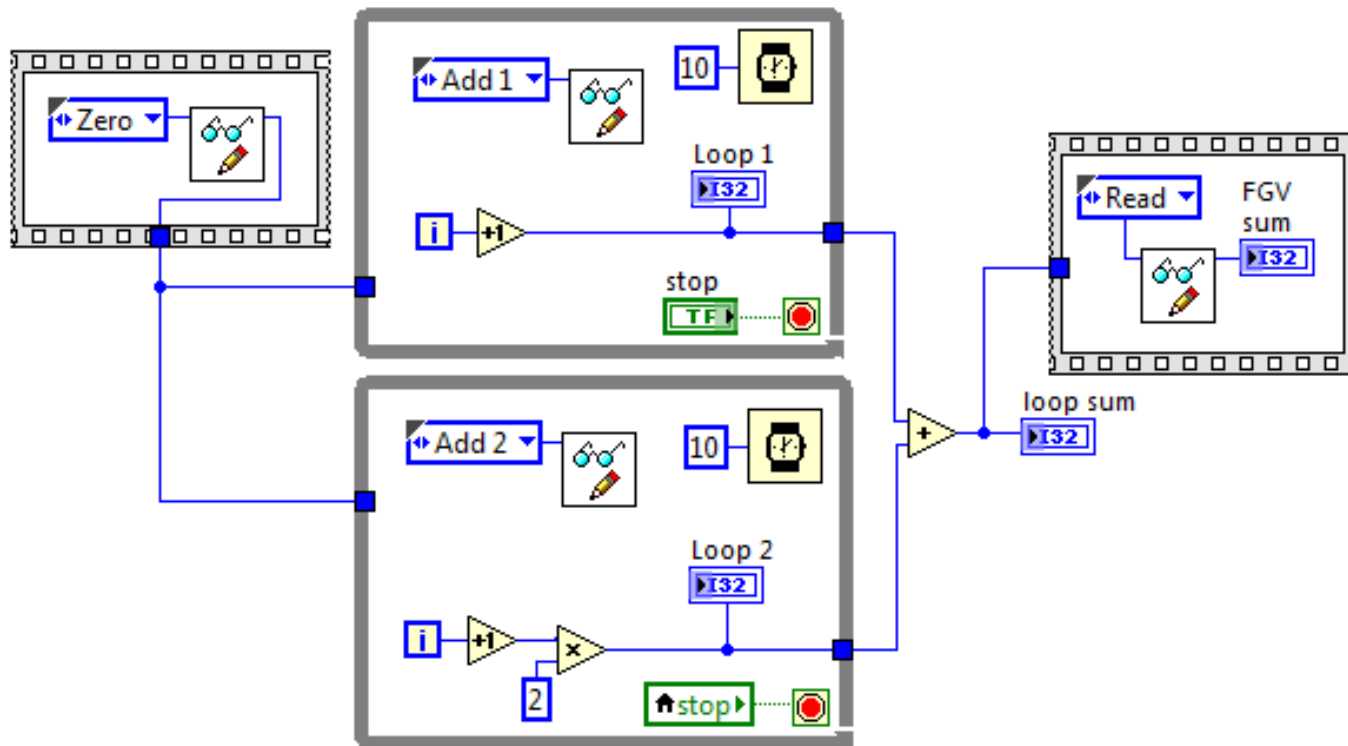 Zero
Add 1
10
Loop 1
I32
i
+1
stop
TF
Add 2
10
Loop 2
I32
i
+1
x
2
stop
+
loop sum
I32
Read
FGV
sum
I32